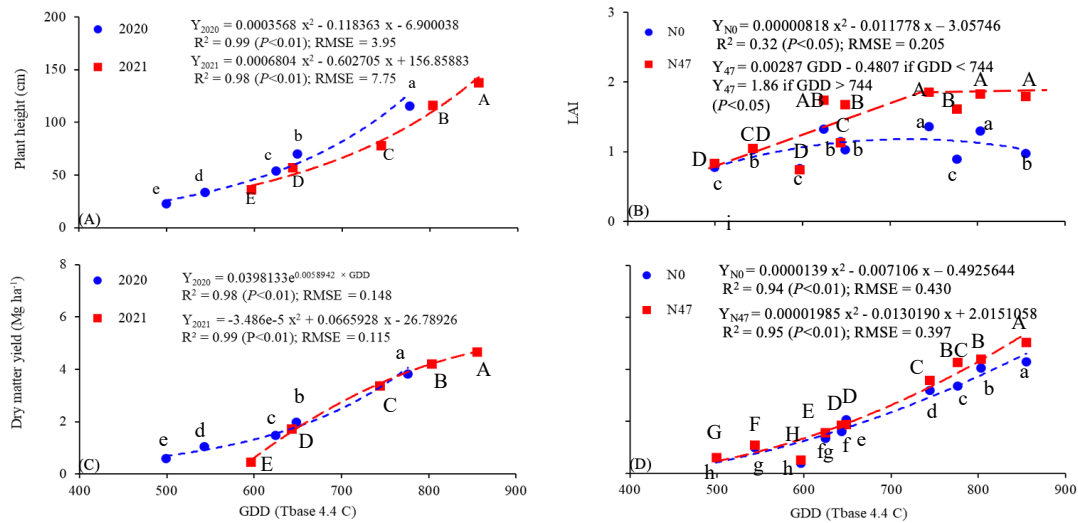 200
150
100
50
0
Plant height (cm)
2020
2021
Y2020 = 0.0003568 x² - 0.118363 x - 6.900038
R² = 0.99 (P<0.01); RMSE = 3.95
Y2021 = 0.0006804 x² - 0.602705 x + 156.85883
R² = 0.98 (P<0.01); RMSE = 7.75
e
d
c
b
a
E
D
C
B
A
(A)
3
2
1
0
LAI
YN0 = 0.00000818 x² - 0.011778 x – 3.05746
R² = 0.32 (P<0.05); RMSE = 0.205
Y47 = 0.00287 GDD - 0.4807 if GDD < 744
Y47 = 1.86 if GDD > 744
(P<0.05)
N0
N47
D
c
CD
b
D
c
AB
B
C
b
b
A
a
B
c
A
a
A
b
(B)
i
8
6
4
2
0
Dry matter yield (Mg ha⁻¹)
2020
2021
Y2020 = 0.0398133e^0.0058942 × GDD
R² = 0.98 (P<0.01); RMSE = 0.148
Y2021 = -3.486e-5 x² + 0.0665928 x - 26.78926
R² = 0.99 (P<0.01); RMSE = 0.115
e
d
c
b
a
E
D
C
B
A
(C)
400
500
600
700
800
900
GDD (Tbase 4.4 C)
N0
N47
YN0 = 0.0000139 x² - 0.007106 x – 0.4925644
R² = 0.94 (P<0.01); RMSE = 0.430
YN47 = 0.00001985 x² - 0.0130190 x + 2.0151058
R² = 0.95 (P<0.01); RMSE = 0.397
G
h
F
g
H
h
E
fg
D
D
f
e
C
d
BC
c
B
b
A
a
(D)
400
500
600
700
800
900
GDD (Tbase 4.4 C)